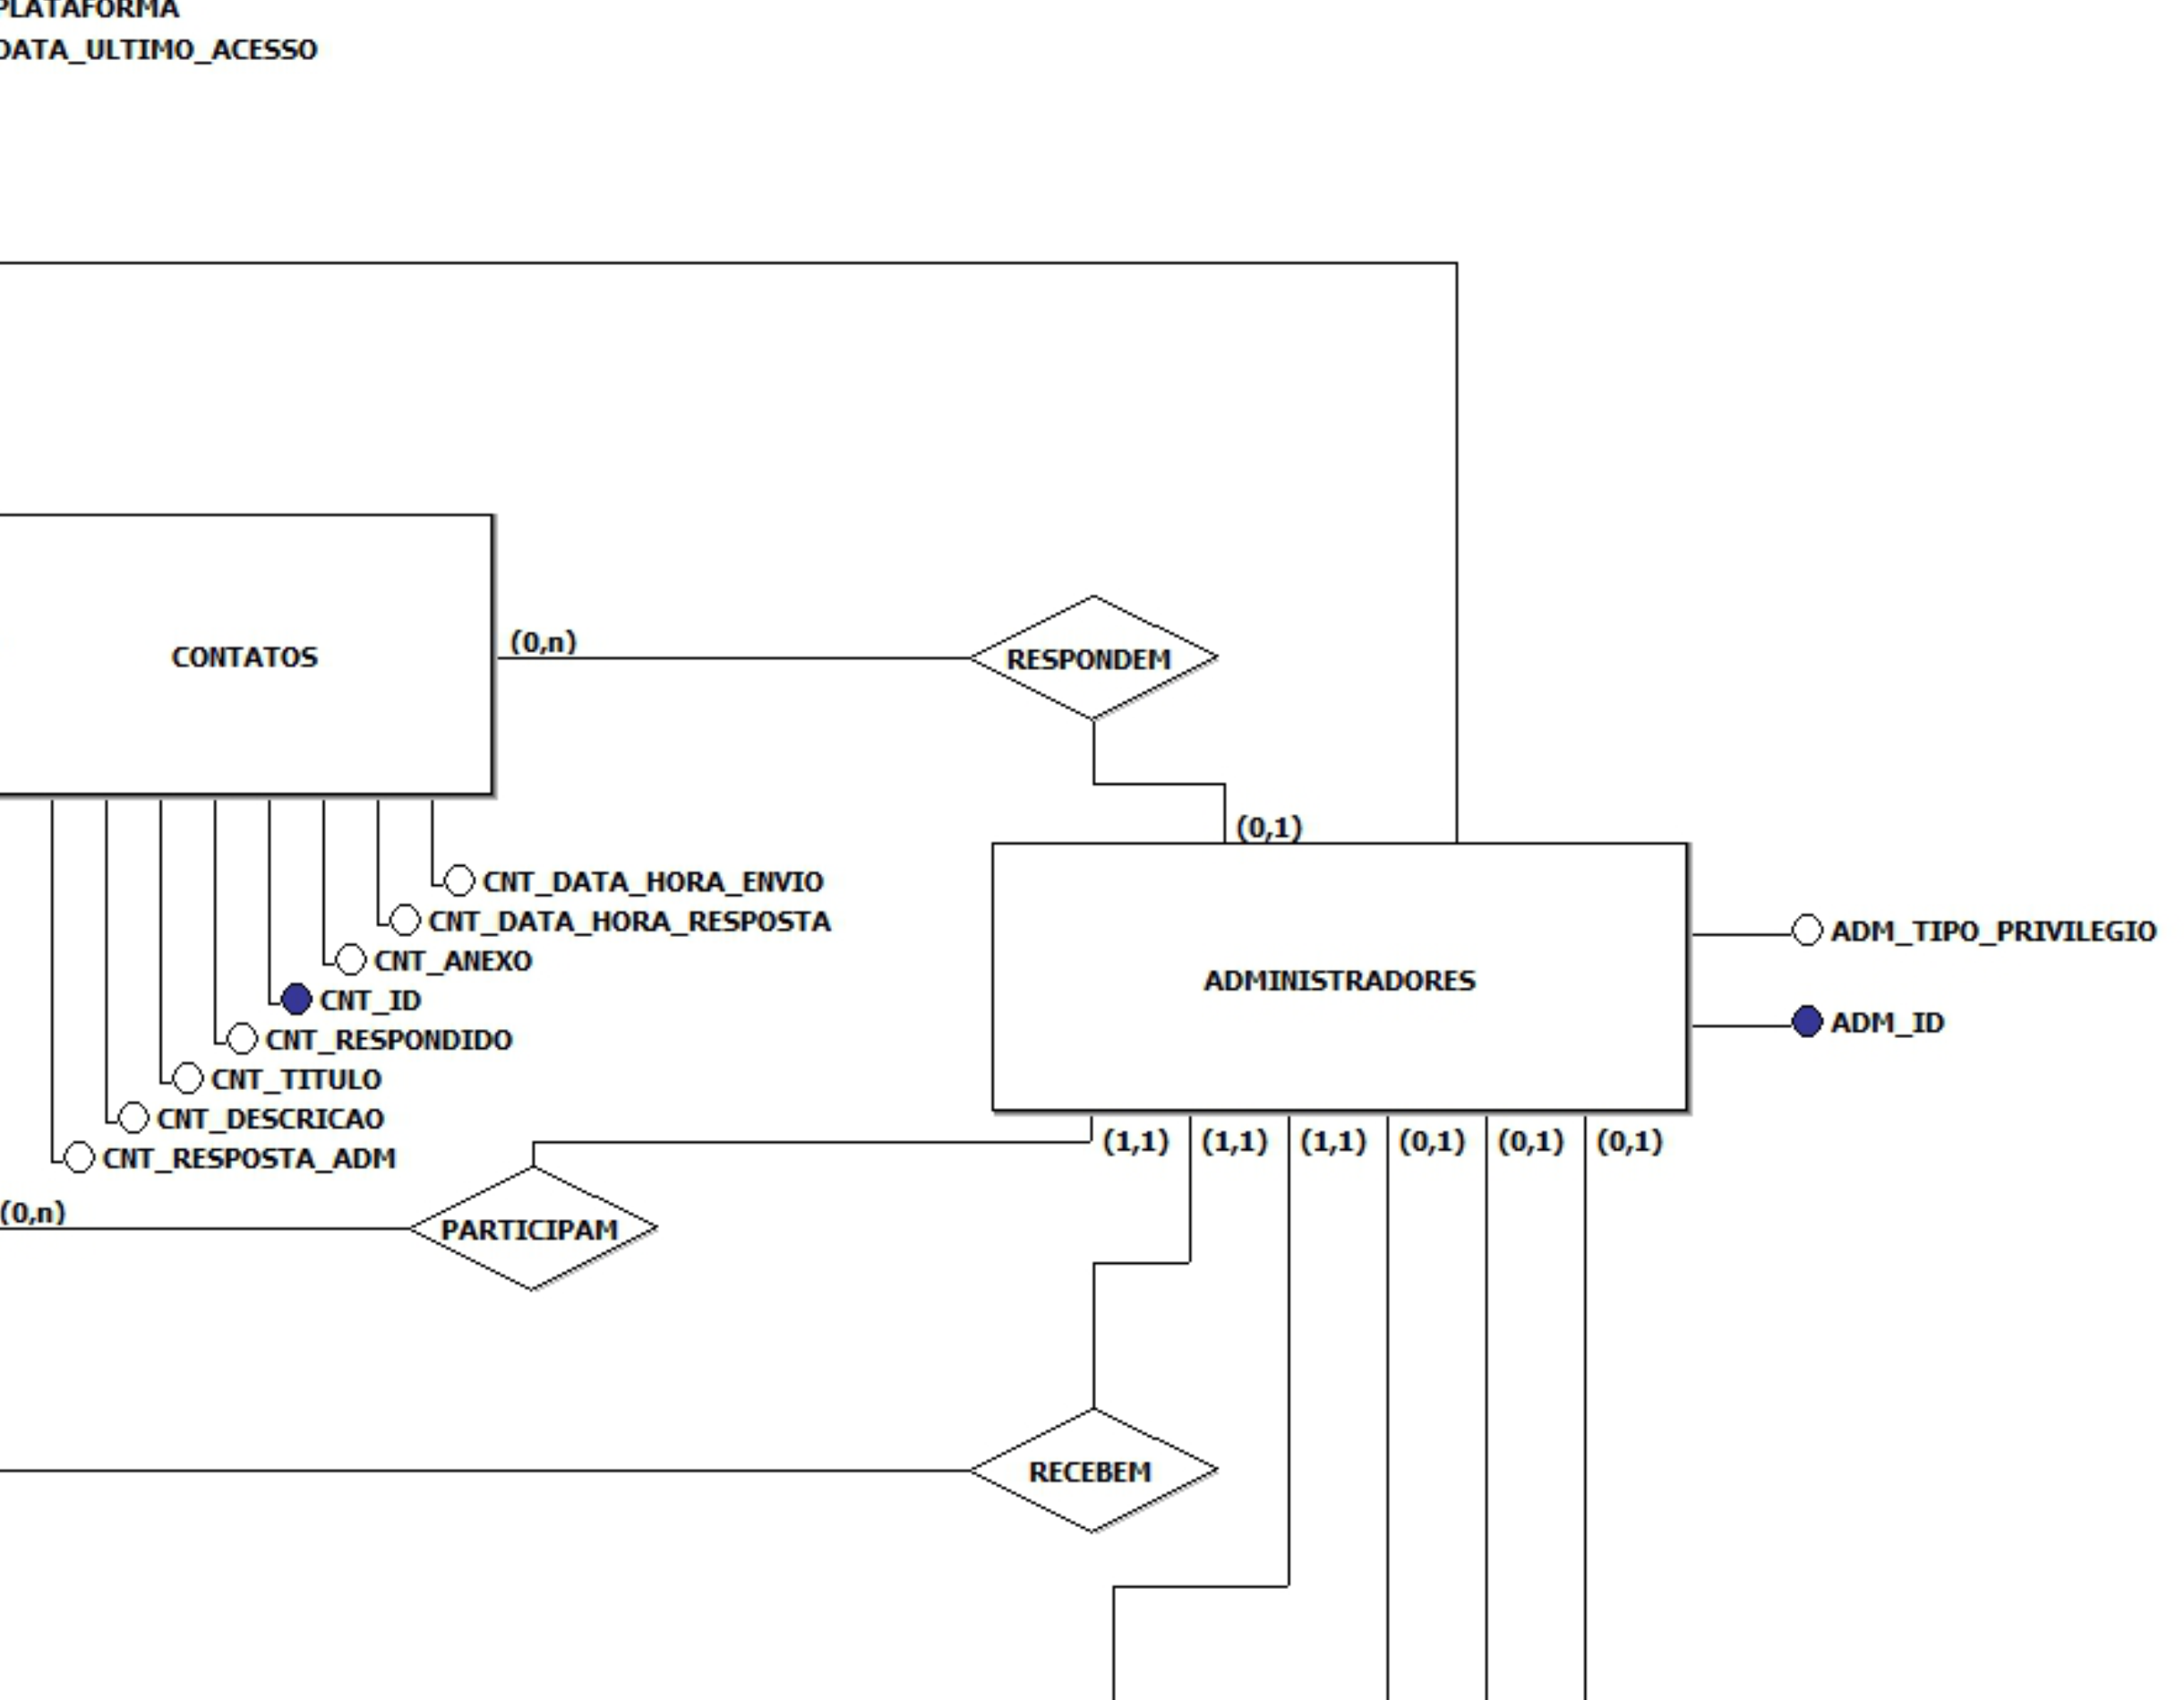 PLATAFORMA
DATA_ULTIMO_ACESSO
CONTATOS
(0,n)
RESPONDEM
(0,1)
CNT_DATA_HORA_ENVIO
CNT_DATA_HORA_RESPOSTA
CNT_ANEXO
CNT_ID
CNT_RESPONDIDO
CNT_TITULO
CNT_DESCRICAO
CNT_RESPOSTA_ADM
ADMINISTRADORES
ADM_TIPO_PRIVILEGIO
ADM_ID
(1,1) (1,1) (1,1) (0,1) (0,1) (0,1)
(0,n)
PARTICIPAM
RECEBEM